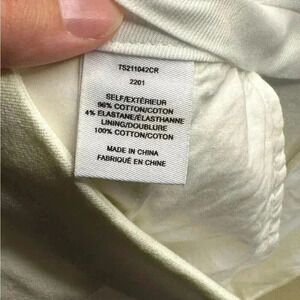 TS211042CR
2201
SELF/EXTÉRIEUR
96% COTTON/COTON
4% ELASTANE/ÉLASTHANNE
LINING/DOUBLURE
100% COTTON/COTON
MADE IN CHINA
FABRIQUÉ EN CHINE